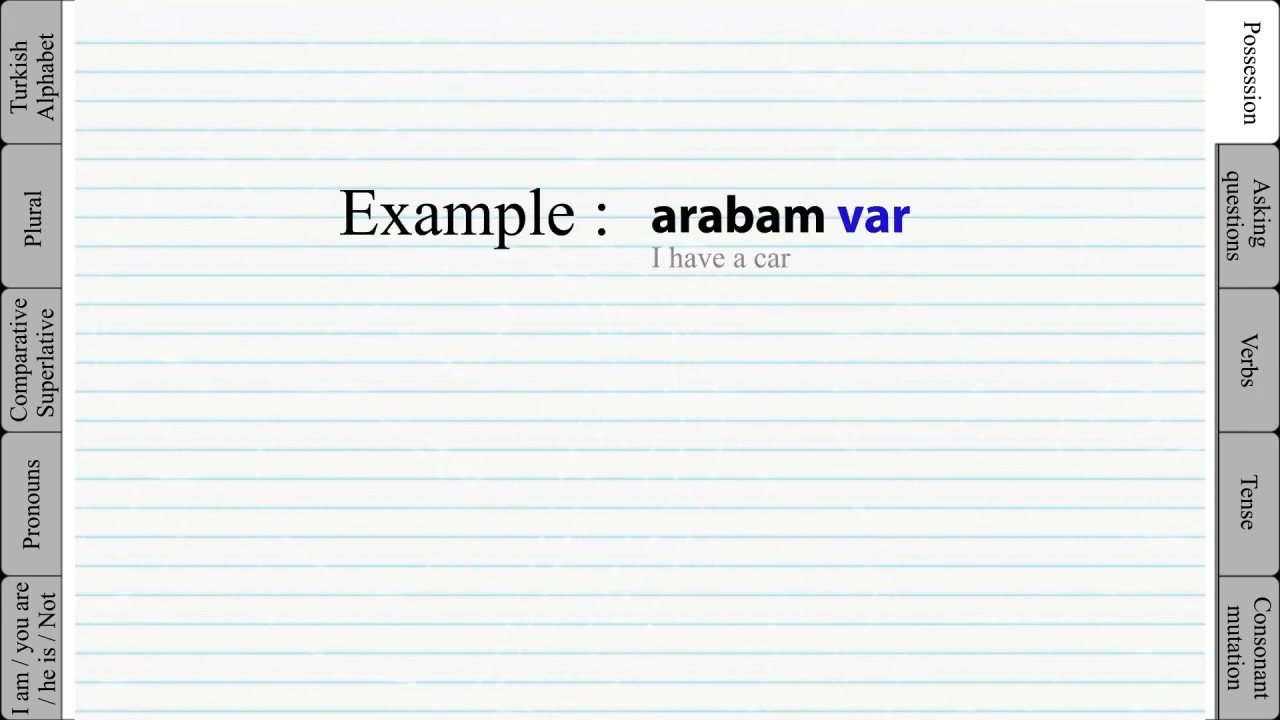 Turkish
Alphabet
Plural
Comparative
Superlative
Pronouns
I am / you are
/ he is / Not
Example : arabam var
I have a car
Possession
Asking
questions
Verbs
Tense
Consonant
mutation